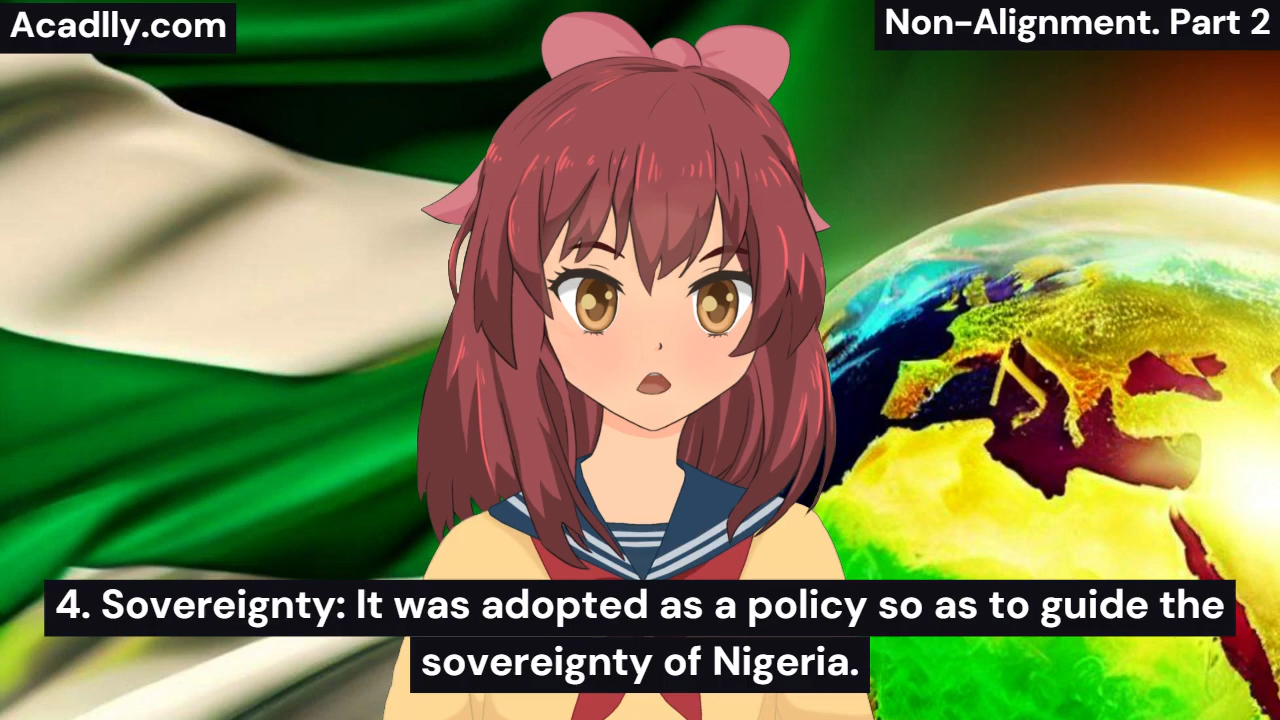 Acadlly.com
Non-Alignment. Part 2
4. Sovereignty: It was adopted as a policy so as to guide the
sovereignty of Nigeria.